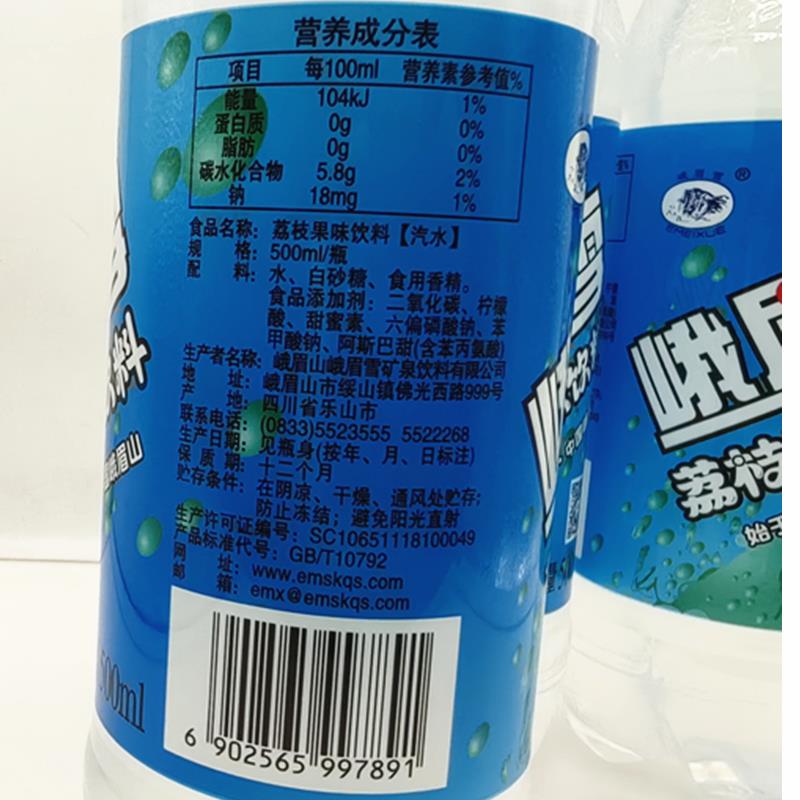 营养成分表
项目 每100ml 营养素参考值%
能量 104kJ 1%
蛋白质 0g 0%
脂肪 0g 0%
碳水化合物 5.8g 2%
钠 18mg 1%
食品名称: 荔枝果味饮料【汽水】
规 格: 500ml/瓶
配 料: 水、白砂糖、食用香精。
食品添加剂: 二氧化碳、柠檬
酸、甜蜜素、六偏磷酸钠、苯
甲酸钠、阿斯巴甜(含苯丙氨酸)
生产者名称: 峨眉山峨眉雪矿泉饮料有限公司
地 址: 峨眉山市绥山镇佛光西路999号
产 地: 四川省乐山市
联系电话: (0833)5523555 5522268
生产日期: 见瓶身(按年、月、日标注)
保 质 期: 十二个月
贮存条件: 在阴凉、干燥、通风处贮存;
防止冻结; 避免阳光直射
生产许可证编号: SC10651118100049
产品标准代号: GB/T10792
网 址: www.emskqs.com
邮 箱: emx@emskqs.com
6 902565 997891
500ml
料
峨眉山
雪
峨眉雪 ®
EMEIXUE
峨眉
荔枝
始于